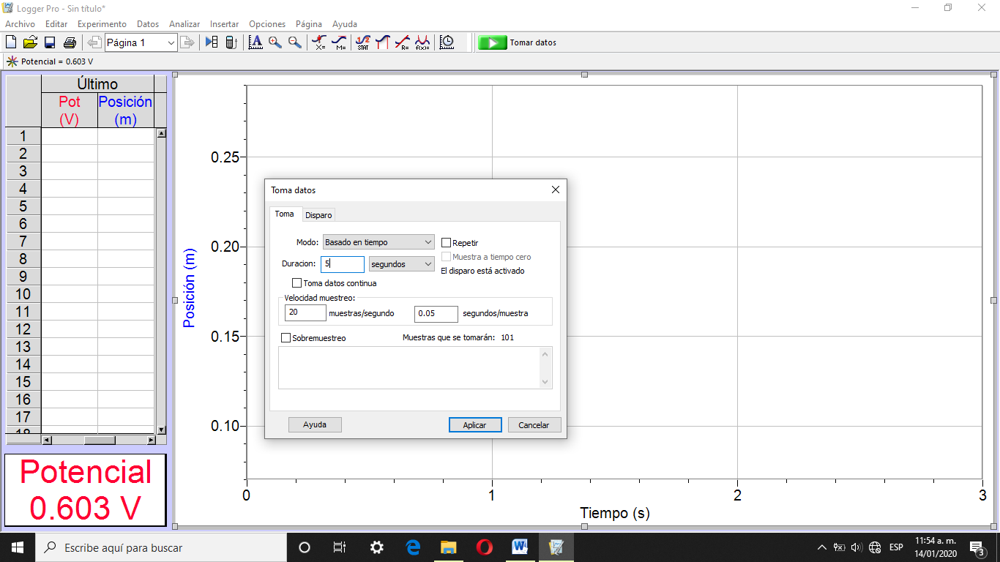 Logger Pro - Sin título*
Archivo Editar Experimento Datos Analizar Insertar Opciones Página Ayuda
Página 1
X= M= STAT R= f(x)=
Tomar datos
Potencial = 0.603 V
Último
Pot Posición
(V) (m)
1
2
3
4
5
6
7
8
9
10
11
12
13
14
15
16
17
18
Potencial
0.603 V
Posición (m)
0.25
0.20
0.15
0.10
0 1 2 3
Tiempo (s)
Toma datos
Toma Disparo
Modo: Basado en tiempo Repetir
Muestra a tiempo cero
Duracion: 5 segundos
El disparo está activado
Toma datos continua
Velocidad muestreo:
20 muestras/segundo 0.05 segundos/muestra
Sobremuestreo Muestras que se tomarán: 101
Ayuda Aplicar Cancelar
Escribe aquí para buscar
ESP
11:54 a. m.
14/01/2020
3